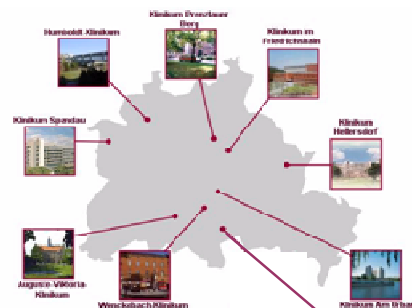 Klinikum Prenzlauer
Berg
Humboldt-Klinikum
Klinikum im
Friedrichshain
Klinikum Spandau
Klinikum
Hellersdorf
Auguste-Viktoria
Klinikum
Wenckebach-Klinikum
Klinikum Am Urban